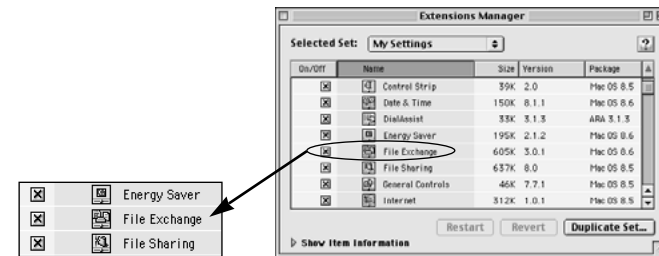 Extensions Manager
Selected Set: My Settings
On/Off Name Size Version Package
Control Strip 39K 2.0 Mac OS 8.5
Date & Time 150K 8.1.1 Mac OS 8.6
DialAssist 33K 3.1.3 ARA 3.1.3
Energy Saver 195K 2.1.2 Mac OS 8.6
File Exchange 605K 3.0.1 Mac OS 8.6
File Sharing 637K 8.0 Mac OS 8.5
General Controls 46K 7.7.1 Mac OS 8.5
Internet 312K 1.0.1 Mac OS 8.5
Restart Revert Duplicate Set...
Show Item Information
Energy Saver
File Exchange
File Sharing